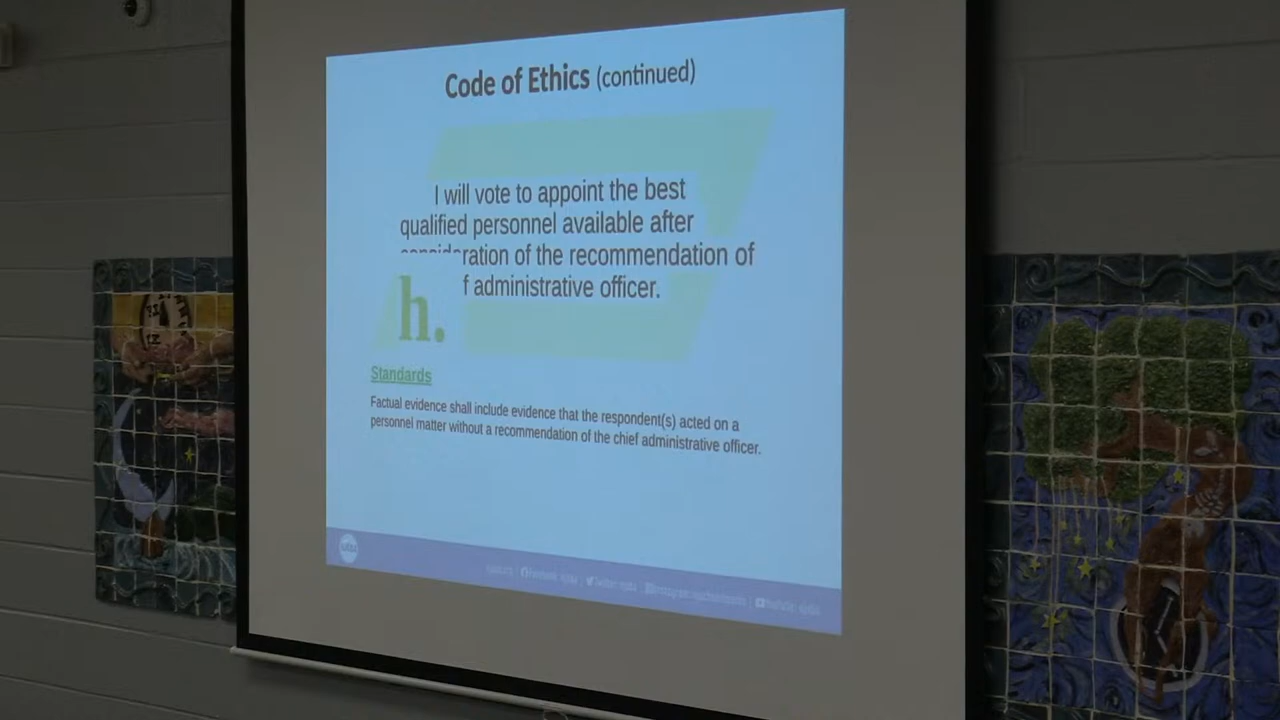 Code of Ethics (continued)
I will vote to appoint the best
qualified personnel available after
consideration of the recommendation of
f administrative officer.
h.
Standards
Factual evidence shall include evidence that the respondent(s) acted on a
personnel matter without a recommendation of the chief administrative officer.